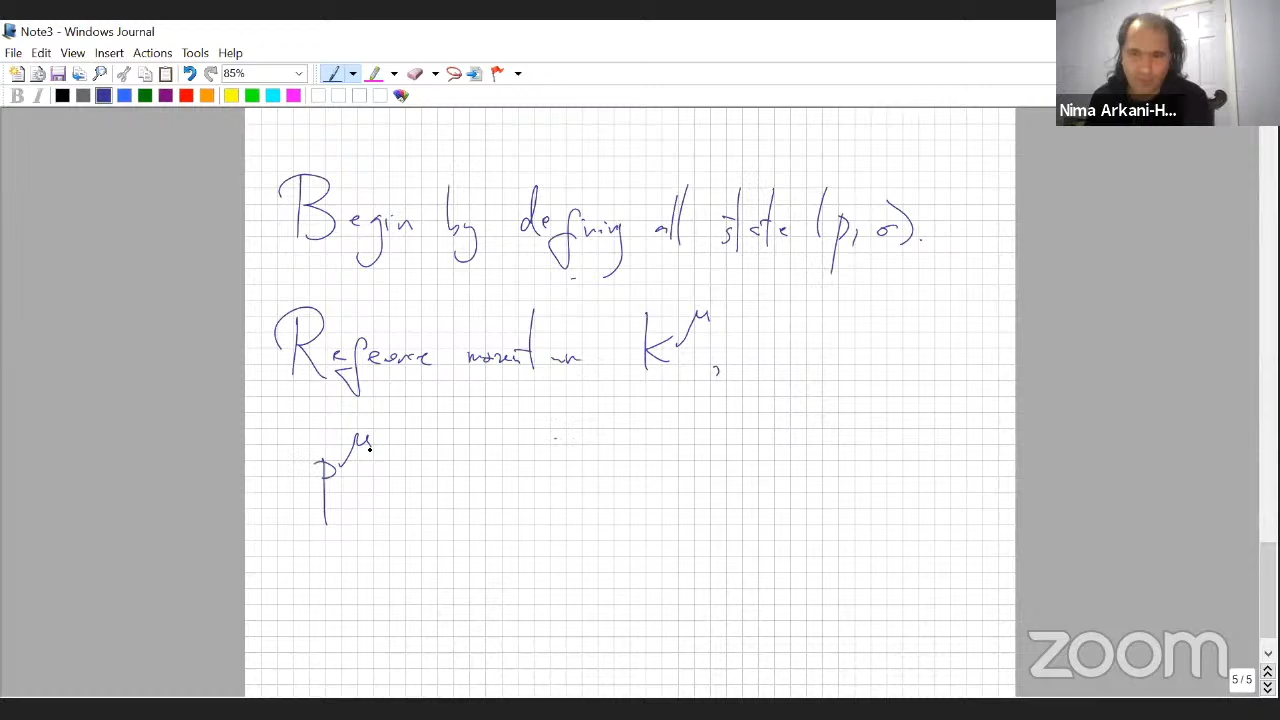 Note3 - Windows Journal
File Edit View Insert Actions Tools Help
85%
B I
Nima Arkani-H...
Begin by defining all state (p, σ).
Reference momentum k^μ,
p^μ
zoom
5 / 5